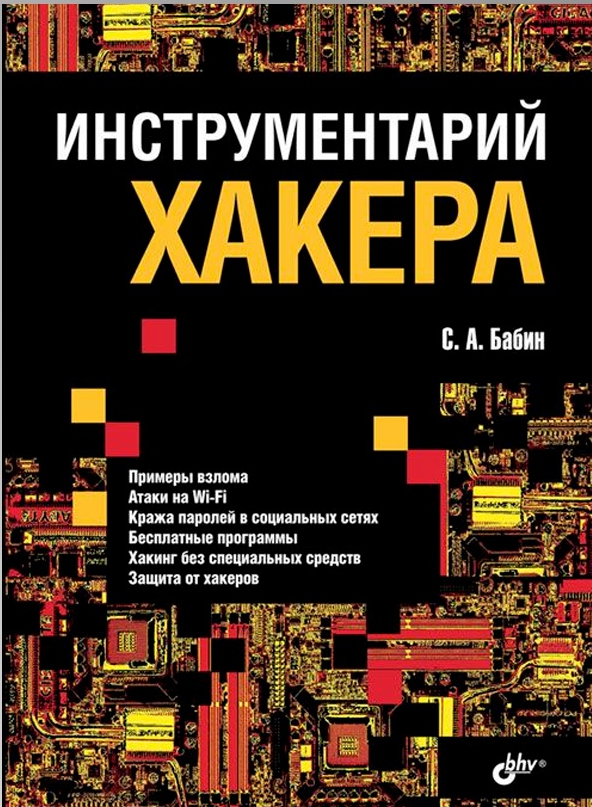 ИНСТРУМЕНТАРИЙ
ХАКЕРА
С. А. Бабин
Примеры взлома
Атаки на Wi-Fi
Кража паролей в социальных сетях
Бесплатные программы
Хакинг без специальных средств
Защита от хакеров
bhv®